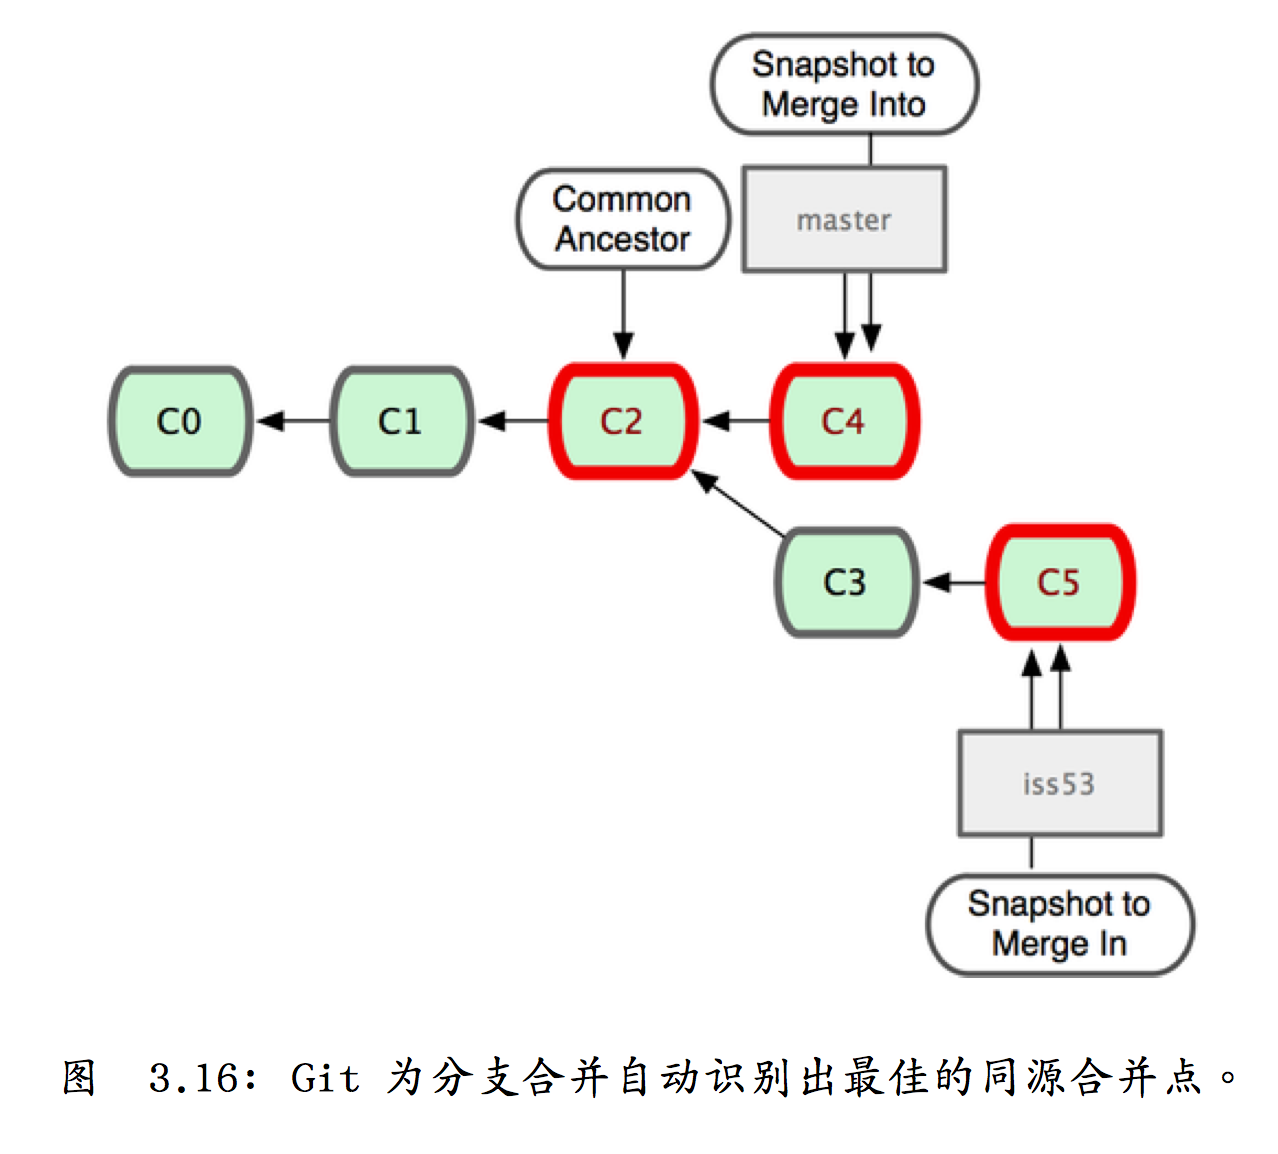 Snapshot to
Merge Into
Common
Ancestor
master
C0
C1
C2
C4
C3
C5
iss53
Snapshot to
Merge In
图 3.16: Git 为分支合并自动识别出最佳的同源合并点。